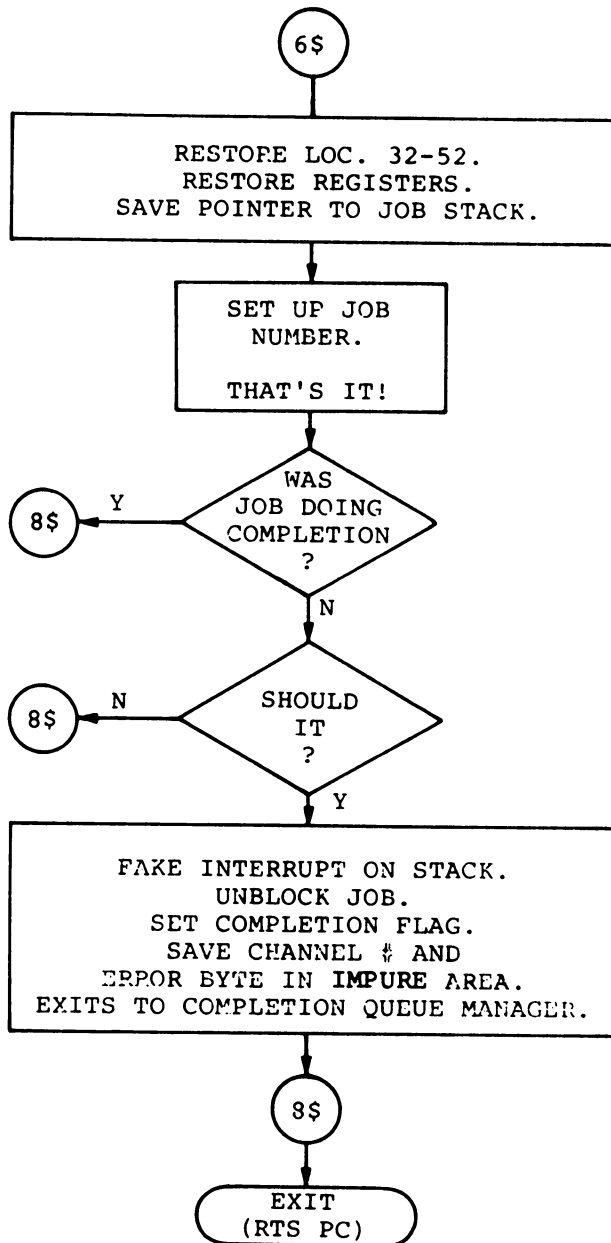 6$
RESTORE LOC. 32-52.
RESTORE REGISTERS.
SAVE POINTER TO JOB STACK.
SET UP JOB
NUMBER.
THAT'S IT!
WAS
JOB DOING
COMPLETION
?
Y
8$
N
SHOULD
IT
?
N
8$
Y
FAKE INTERRUPT ON STACK.
UNBLOCK JOB.
SET COMPLETION FLAG.
SAVE CHANNEL # AND
ERROR BYTE IN IMPURE AREA.
EXITS TO COMPLETION QUEUE MANAGER.
8$
EXIT
(RTS PC)